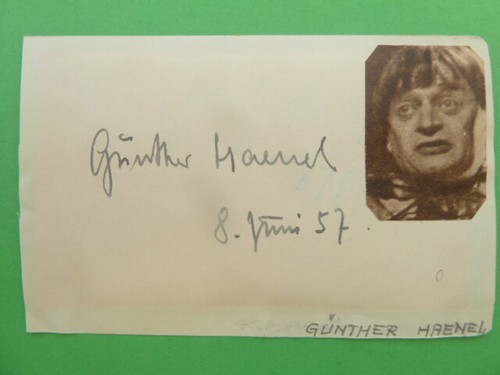 Günther Haenel
8. Juni 57.
GÜNTHER HAENEL